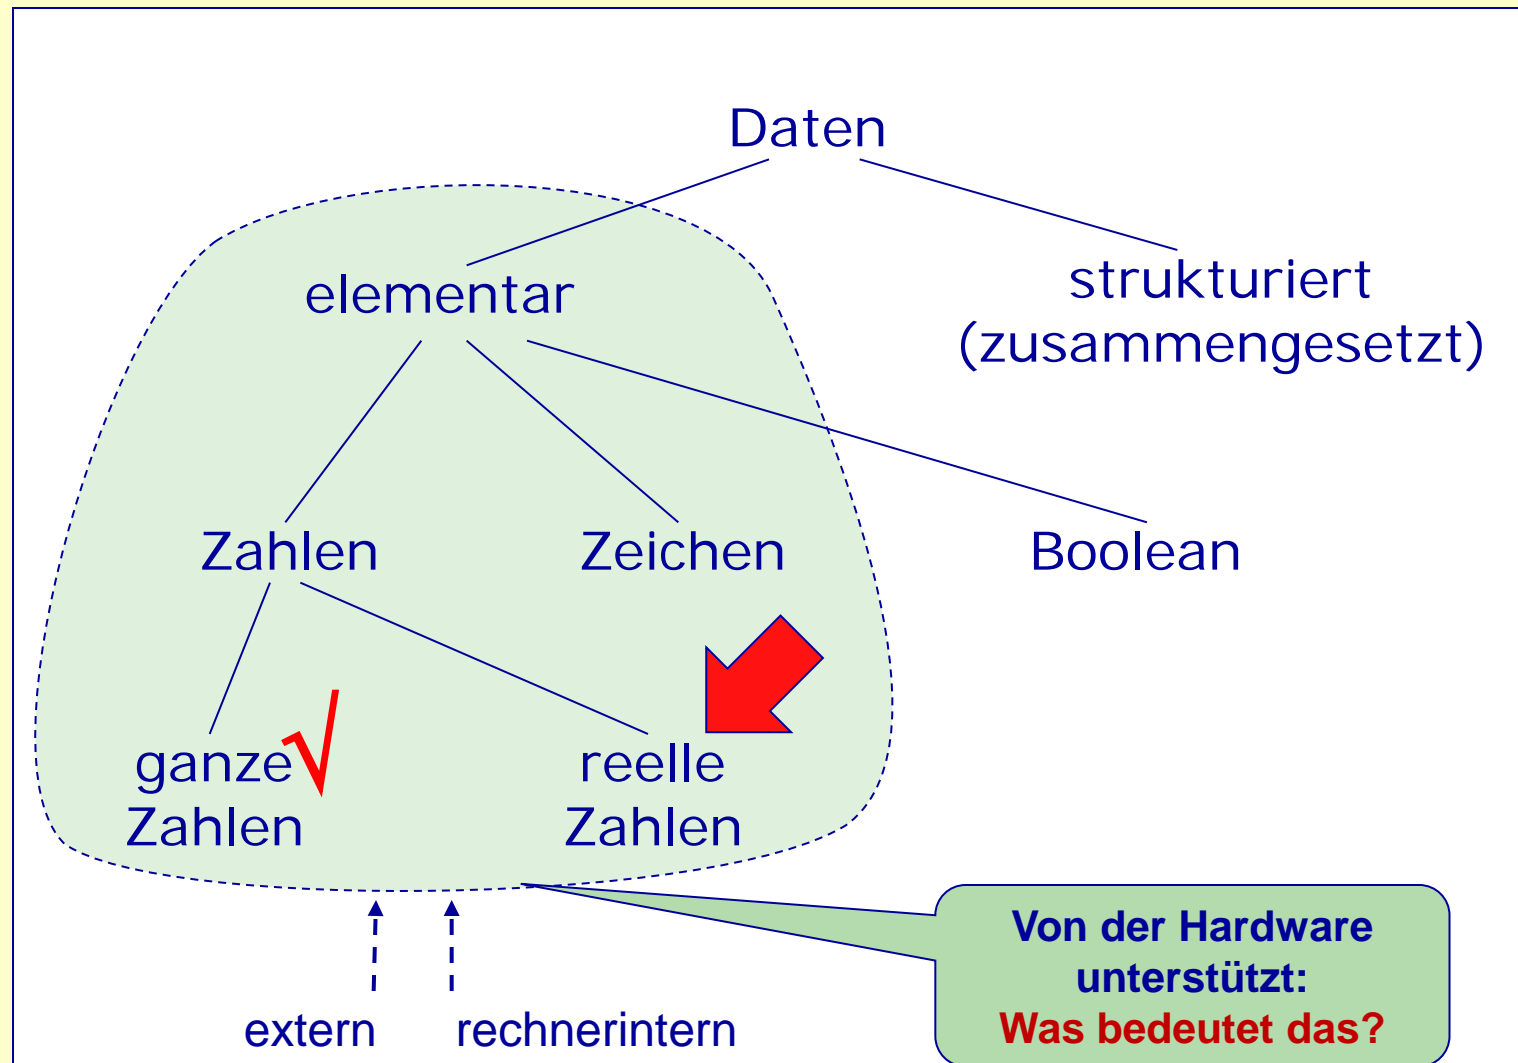 Daten
elementar
strukturiert
(zusammengesetzt)
Zahlen
Zeichen
Boolean
ganze
Zahlen
reelle
Zahlen
Von der Hardware
unterstützt:
Was bedeutet das?
extern
rechnerintern